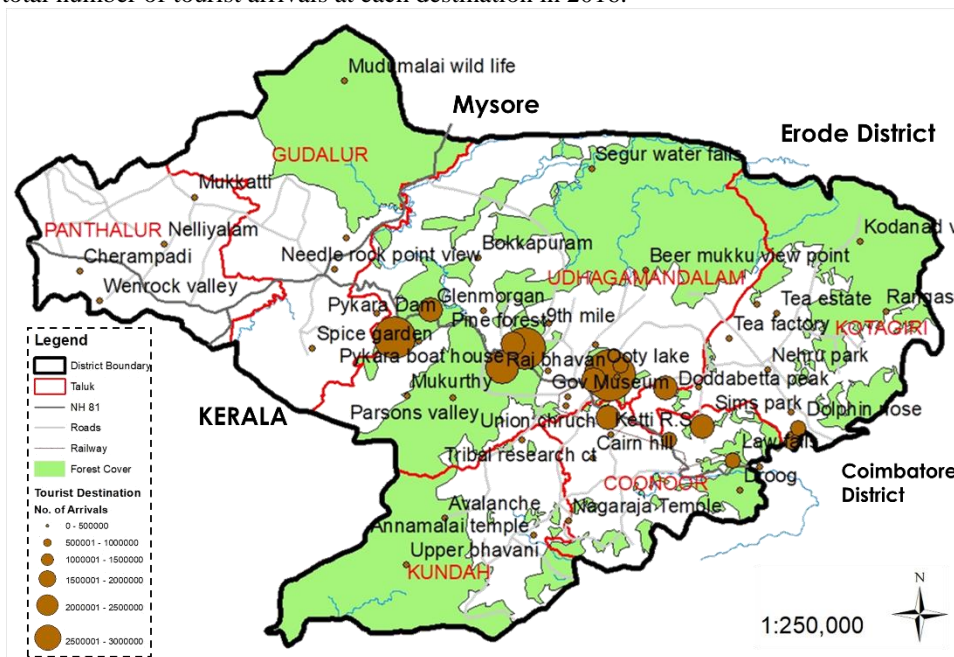 total number of tourist arrivals at each destination in 2018.
Mudumalai wild life
Mysore
Erode District
GUDALUR
Segur water falls
Mukkatti
PANTHALUR
Nelliyalam
Kodanad v
Cherampadi
Needle rock point view
Bokkapuram
Beer mukku view point
UDHAGAMANDALAM
Wenrock valley
Pykara Dam
Glenmorgan
Tea estate
Rangas
Spice garden
Pine forest
9th mile
Tea factory
KOTAGIRI
Pykara boat house
Raj bhavan
Ooty lake
Nehru park
Mukurthy
Gov Museum
Doddabetta peak
KERALA
Parsons valley
Sims park
Dolphin nose
Union chruch
Ketti R.S
Cairn hill
Law falls
Tribal research ct
Coimbatore
District
COONOOR
Droog
Avalanche
Nagaraja Temple
Annamalai temple
Upper bhavani
KUNDAH
Legend
District Boundary
Taluk
NH 81
Roads
Railway
Forest Cover
Tourist Destination
No. of Arrivals
0 - 500000
500001 - 1000000
1000001 - 1500000
1500001 - 2000000
2000001 - 2500000
2500001 - 3000000
N
1:250,000